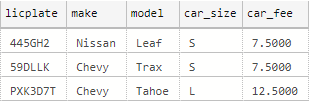 licplate make model car_size car_fee
445GH2 Nissan Leaf S 7.5000
59DLLK Chevy Trax S 7.5000
PXK3D7T Chevy Tahoe L 12.5000